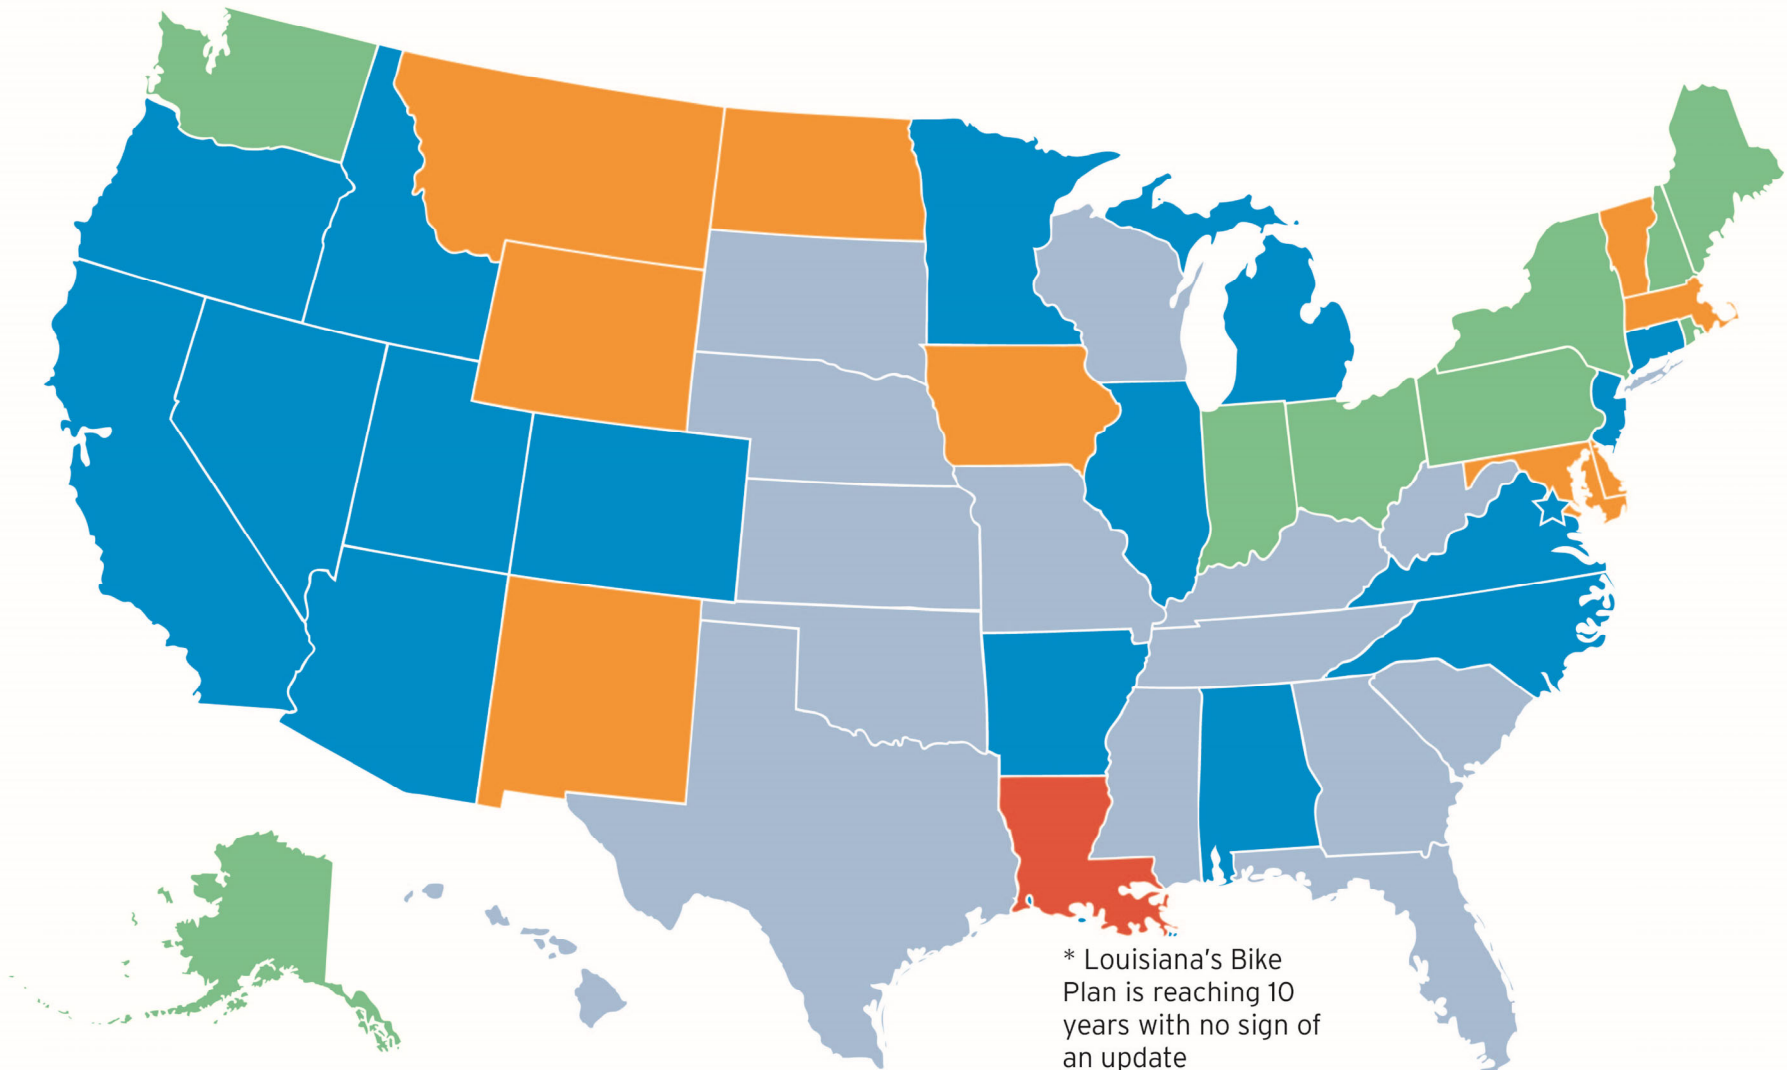 * Louisiana's Bike
Plan is reaching 10
years with no sign of
an update